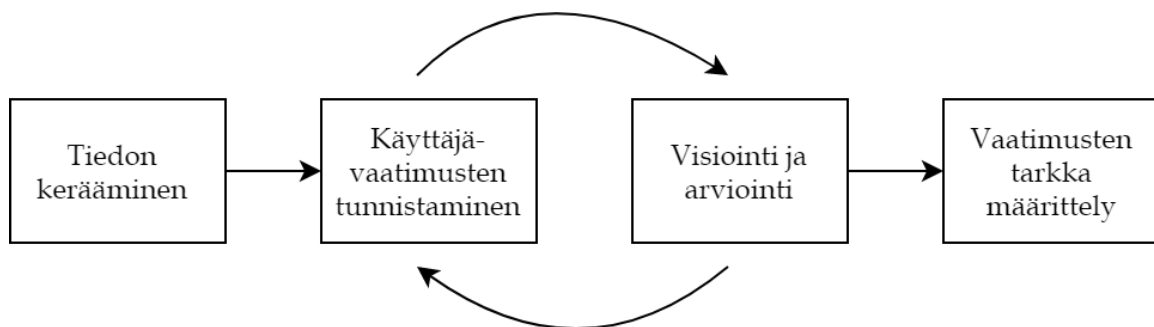 Tiedon
kerääminen
Käyttäjä-
vaatimusten
tunnistaminen
Visiointi ja
arviointi
Vaatimusten
tarkka
määrittely